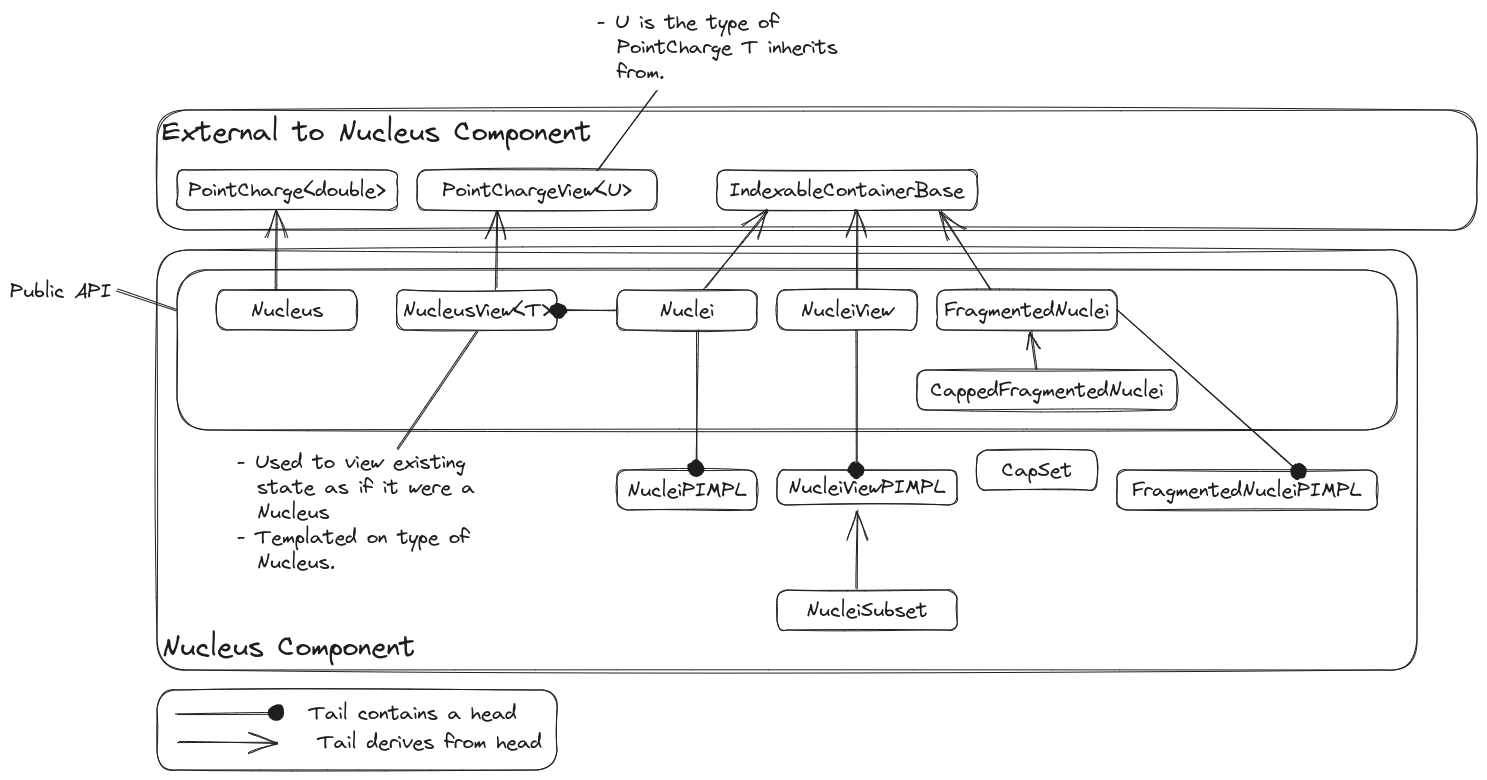 - U is the type of
PointCharge T inherits
from.
External to Nucleus Component
PointCharge<double>
PointChargeView<U>
IndexableContainerBase
Public API
Nucleus
NucleusView<T>
Nuclei
NucleiView
FragmentedNuclei
CappedFragmentedNuclei
- Used to view existing
state as if it were a
Nucleus
- Templated on type of
Nucleus.
NucleiPIMPL
NucleiViewPIMPL
CapSet
FragmentedNucleiPIMPL
NucleiSubset
Nucleus Component
Tail contains a head
Tail derives from head